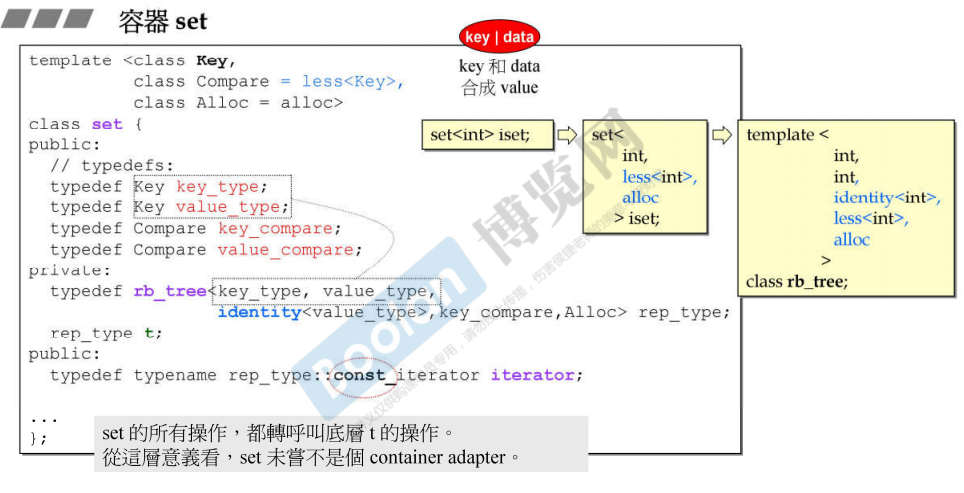 容器 set
key | data
key 和 data
合成 value
template <class Key,
class Compare = less<Key>,
class Alloc = alloc>
class set {
public:
// typedefs:
typedef Key key_type;
typedef Key value_type;
typedef Compare key_compare;
typedef Compare value_compare;
private:
typedef rb_tree<key_type, value_type,
identity<value_type>,key_compare,Alloc> rep_type;
rep_type t;
public:
typedef typename rep_type::const_iterator iterator;
...
};
set<int> iset;
set<
int,
less<int>,
alloc
> iset;
template <
int,
int,
identity<int>,
less<int>,
alloc
>
class rb_tree;
set 的所有操作，都轉呼叫底層 t 的操作。
從這層意義看，set 未嘗不是個 container adapter。
Boolan 博览网